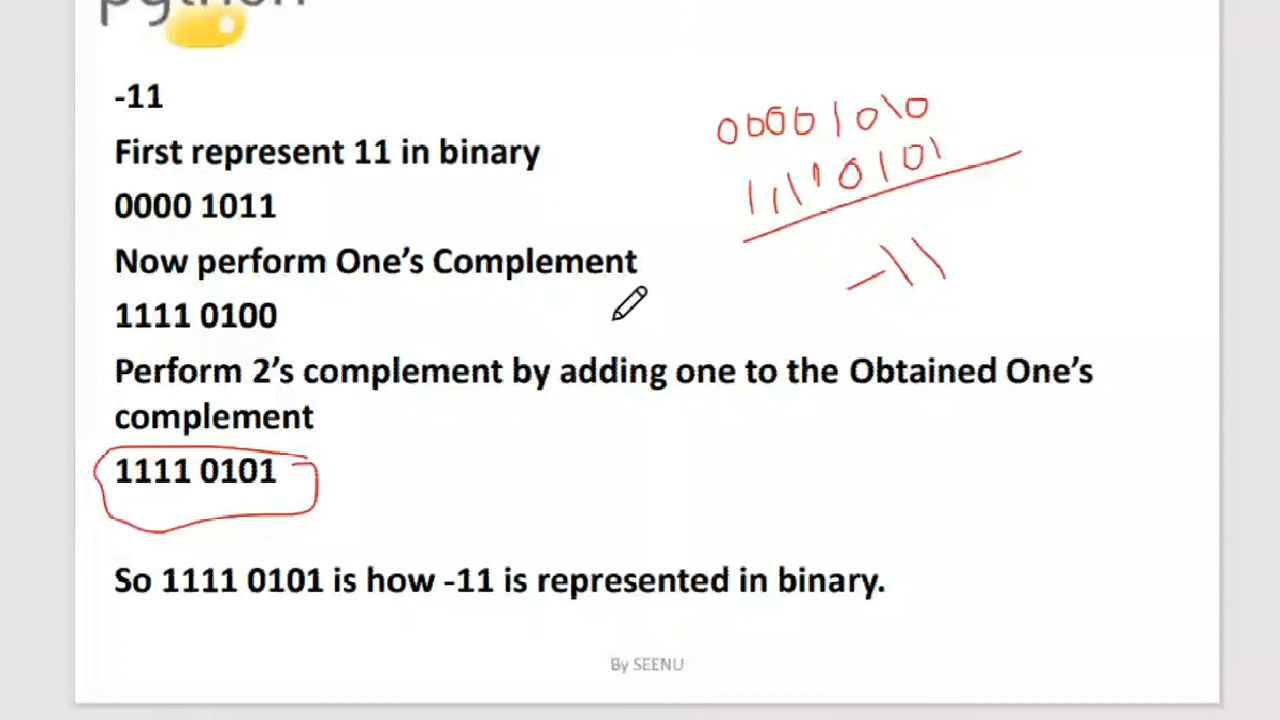 python
-11
First represent 11 in binary
0000 1011
Now perform One’s Complement
1111 0100
Perform 2’s complement by adding one to the Obtained One’s
complement
1111 0101
So 1111 0101 is how -11 is represented in binary.
00001010
11110101
-11
By SEENU